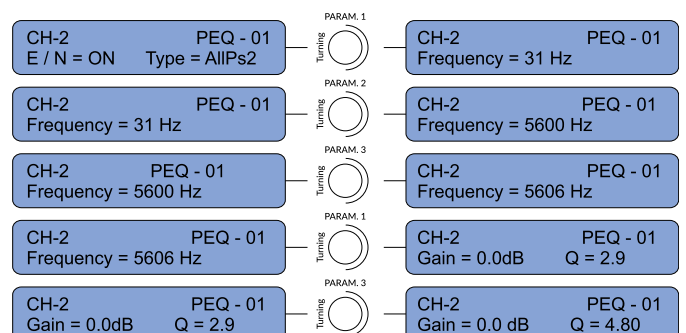 PARAM. 1
CH-2 PEQ - 01
E / N = ON Type = AllPs2
Turning
CH-2 PEQ - 01
Frequency = 31 Hz
PARAM. 2
CH-2 PEQ - 01
Frequency = 31 Hz
Turning
CH-2 PEQ - 01
Frequency = 5600 Hz
PARAM. 3
CH-2 PEQ - 01
Frequency = 5600 Hz
Turning
CH-2 PEQ - 01
Frequency = 5606 Hz
PARAM. 1
CH-2 PEQ - 01
Frequency = 5606 Hz
Turning
CH-2 PEQ - 01
Gain = 0.0dB Q = 2.9
PARAM. 3
CH-2 PEQ - 01
Gain = 0.0dB Q = 2.9
Turning
CH-2 PEQ - 01
Gain = 0.0 dB Q = 4.80